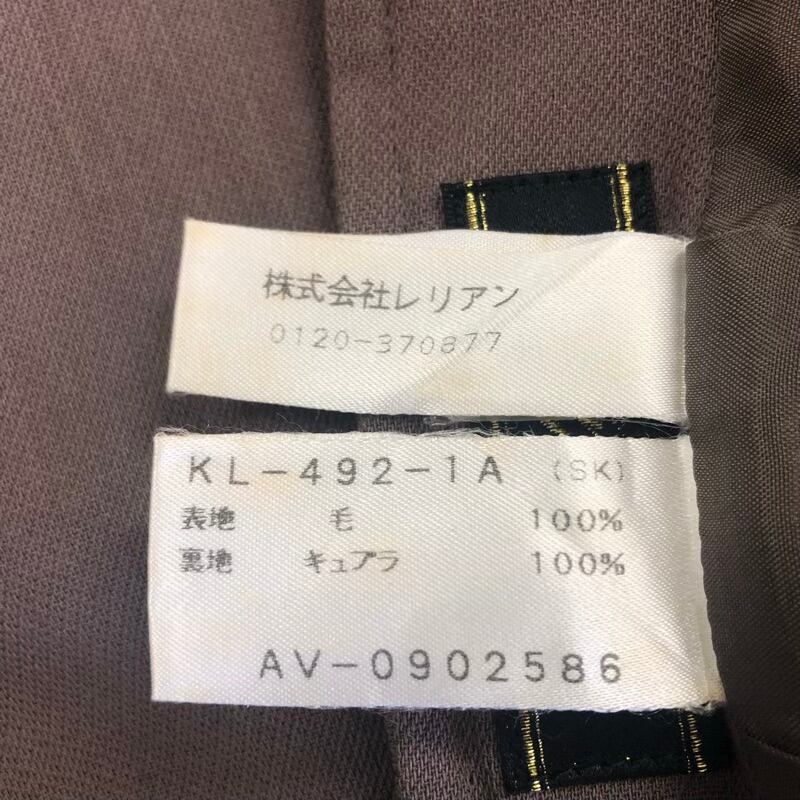 株式会社レリアン
0120-370877
KL-492-1A (SK)
表地 毛 100%
裏地 キュプラ 100%
AV-0902586